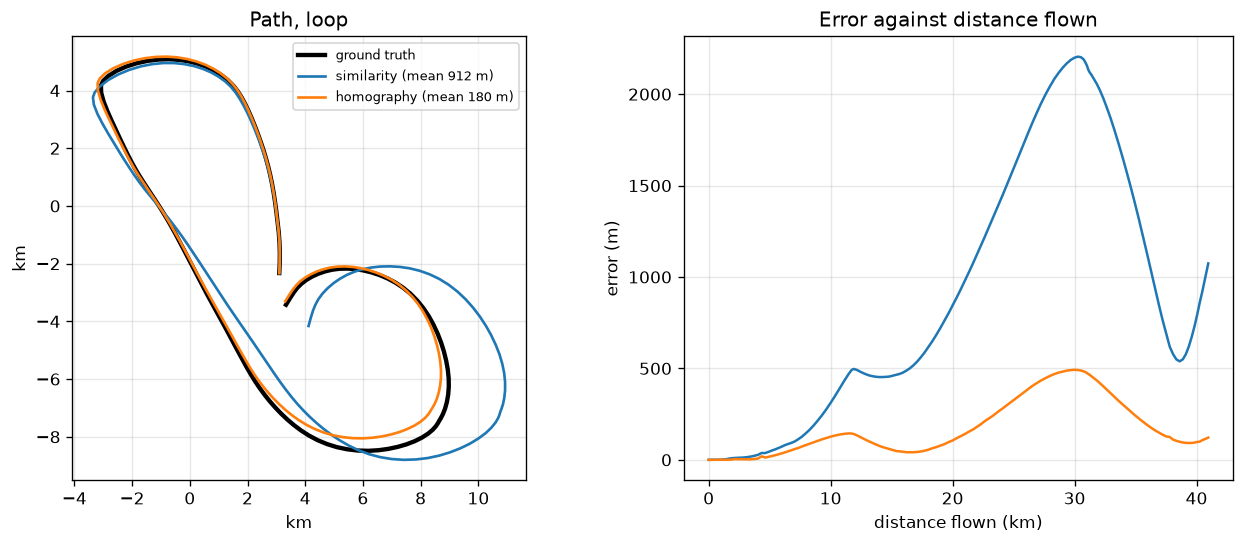 Path, loop
ground truth
similarity (mean 912 m)
homography (mean 180 m)
4
2
0
−2
−4
−6
−8
km
−4
−2
0
2
4
6
8
10
km
Error against distance flown
2000
1500
1000
500
0
error (m)
0
10
20
30
40
distance flown (km)